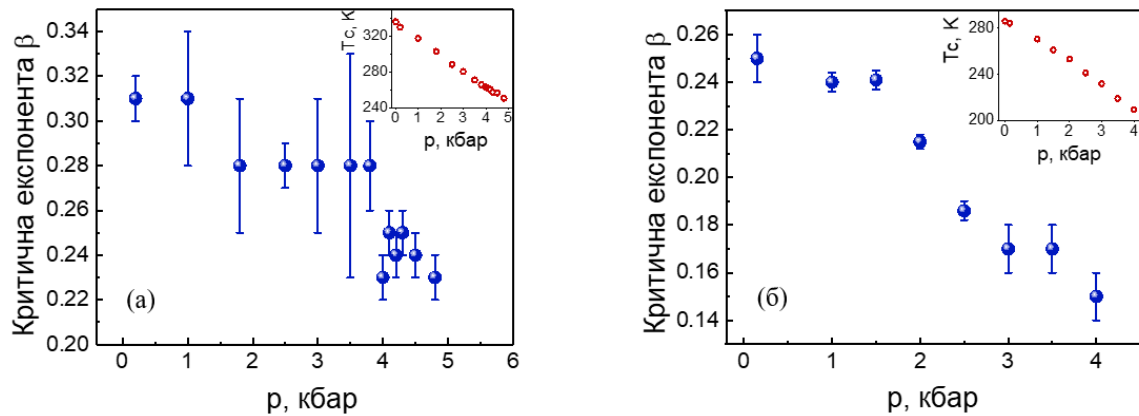 0.34
0.32
0.30
0.28
0.26
0.24
0.22
0.20
Критична експонента β
0 1 2 3 4 5 6
p, кбар
(а)
Tc, K
320
280
240
0 1 2 3 4 5
p, кбар
0.26
0.24
0.22
0.20
0.18
0.16
0.14
Критична експонента β
0 1 2 3 4
p, кбар
(б)
Tc, K
280
240
200
0 1 2 3 4
p, кбар